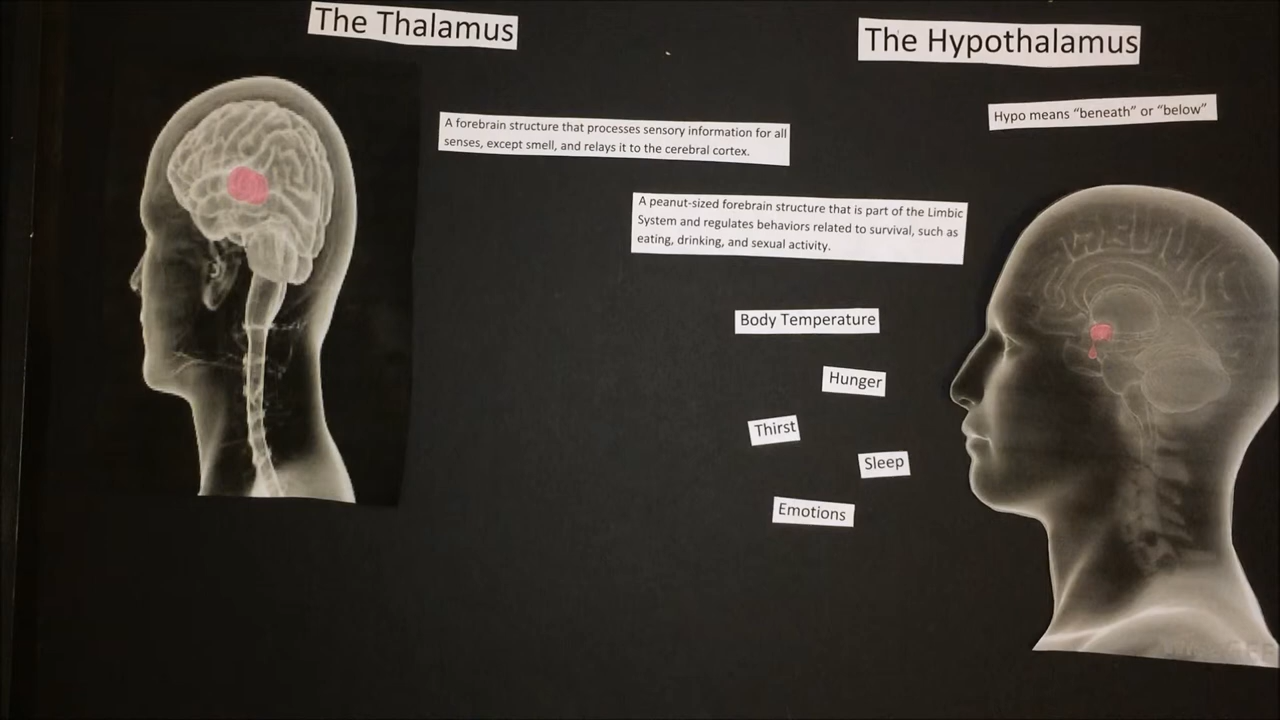 The Thalamus
The Hypothalamus
Hypo means “beneath” or “below”
A forebrain structure that processes sensory information for all
senses, except smell, and relays it to the cerebral cortex.
A peanut-sized forebrain structure that is part of the Limbic
System and regulates behaviors related to survival, such as
eating, drinking, and sexual activity.
Body Temperature
Hunger
Thirst
Sleep
Emotions